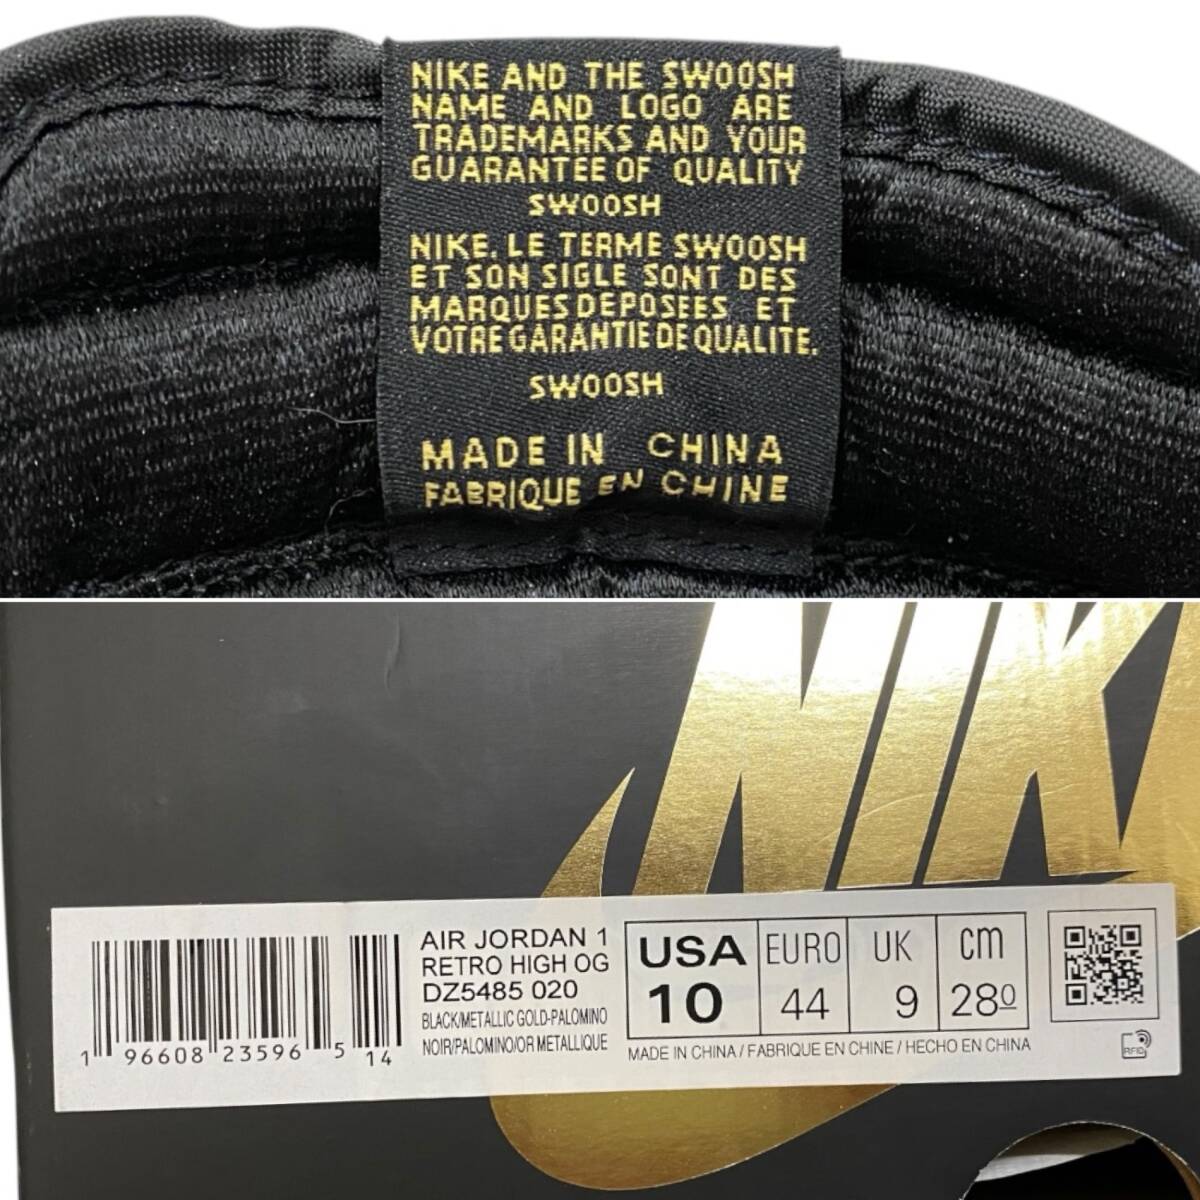 NIKE AND THE SWOOSH
NAME AND LOGO ARE
TRADEMARKS AND YOUR
GUARANTEE OF QUALITY
SWOOSH
NIKE. LE TERME SWOOSH
ET SON SIGLE SONT DES
MARQUES DEPOSEES ET
VOTRE GARANTIE DE QUALITE.
SWOOSH
MADE IN CHINA
FABRIQUE EN CHINE
NIK
AIR JORDAN 1
RETRO HIGH OG
DZ5485 020
BLACK/METALLIC GOLD-PALOMINO
NOIR/PALOMINO/OR METALLIQUE
1 96608 23596 5 14
USA EURO UK cm
10 44 9 280
MADE IN CHINA / FABRIQUE EN CHINE / HECHO EN CHINA
RFID